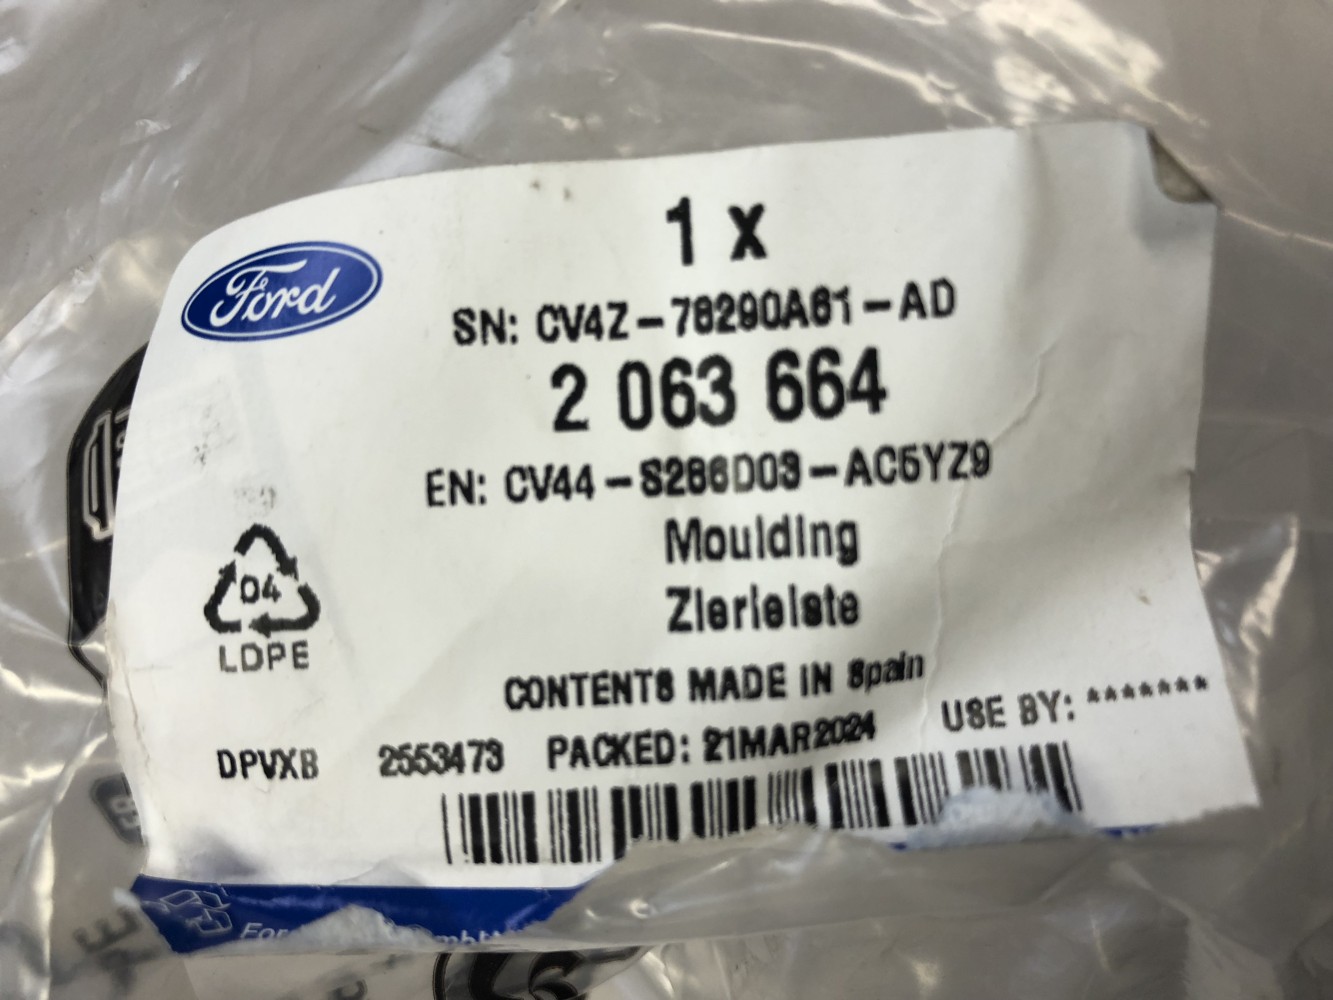 Ford
1 x
SN: CV4Z-78290A61-AD
2 063 664
EN: CV44-S286D03-AC5YZ9
Moulding
Zierleiste
04
LDPE
CONTENTS MADE IN Spain
DPVXB 2553473 PACKED: 21MAR2024 USE BY: *******